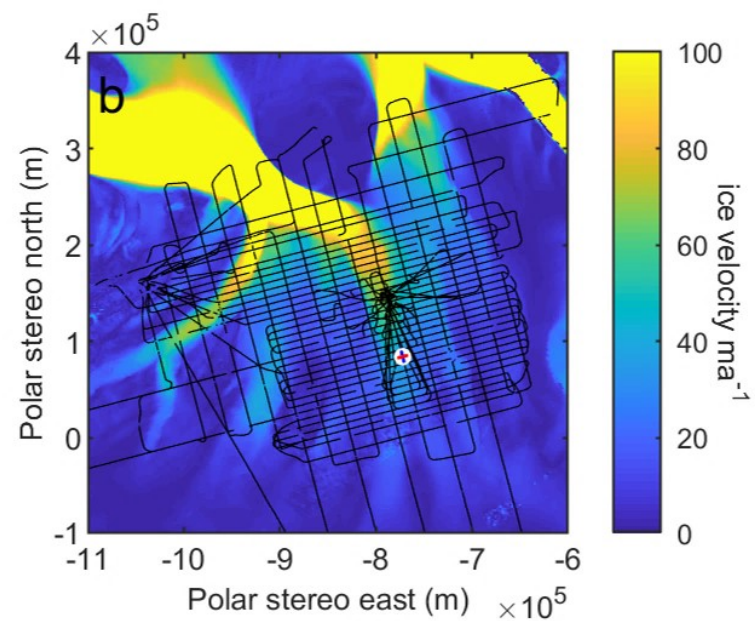 ×10⁵
b
4
3
2
1
0
-1
Polar stereo north (m)
-11 -10 -9 -8 -7 -6
Polar stereo east (m) ×10⁵
100
80
60
40
20
0
ice velocity ma⁻¹